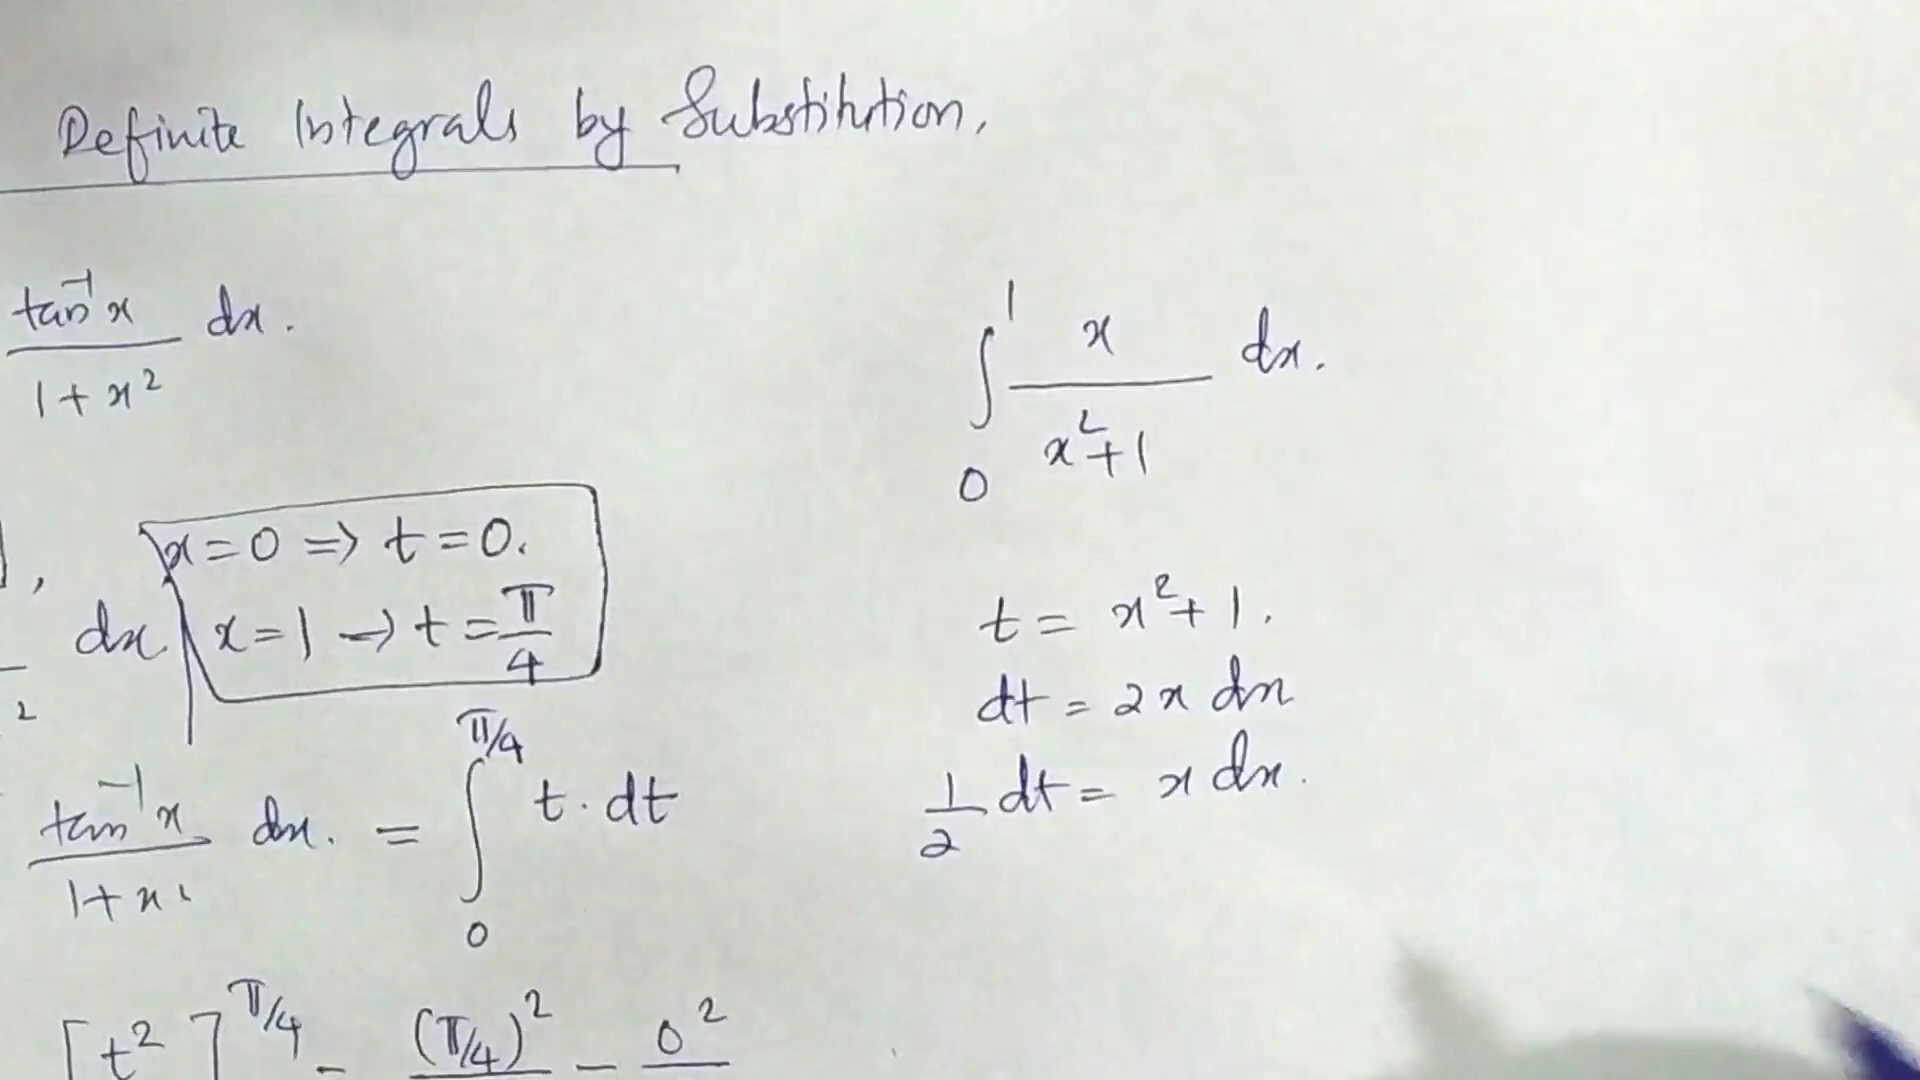 Definite Integrals by Substitution.
tan⁻¹x / 1+x² dx.
, dx
2
x=0 => t=0.
x=1 → t=π/4
tan⁻¹x / 1+x dx. = ∫₀^π/4 t. dt
[t² ]^π/4 - (π/4)² - 0²
∫₀¹ x / x²+1 dx.
t = x²+1.
dt = 2x dx
1/2 dt = x dx.